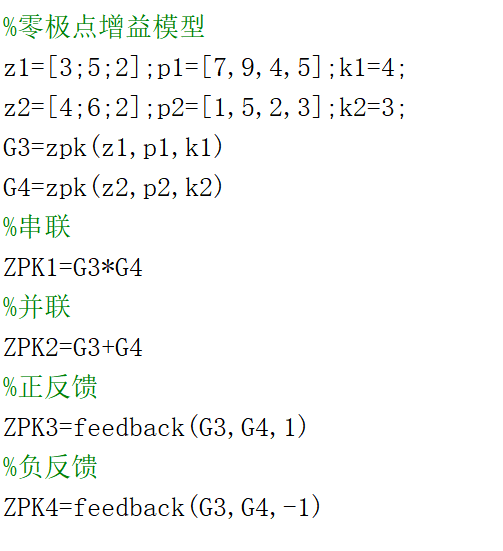 %零极点增益模型
z1=[3;5;2];p1=[7,9,4,5];k1=4;
z2=[4;6;2];p2=[1,5,2,3];k2=3;
G3=zpk(z1,p1,k1)
G4=zpk(z2,p2,k2)
%串联
ZPK1=G3*G4
%并联
ZPK2=G3+G4
%正反馈
ZPK3=feedback(G3,G4,1)
%负反馈
ZPK4=feedback(G3,G4,-1)